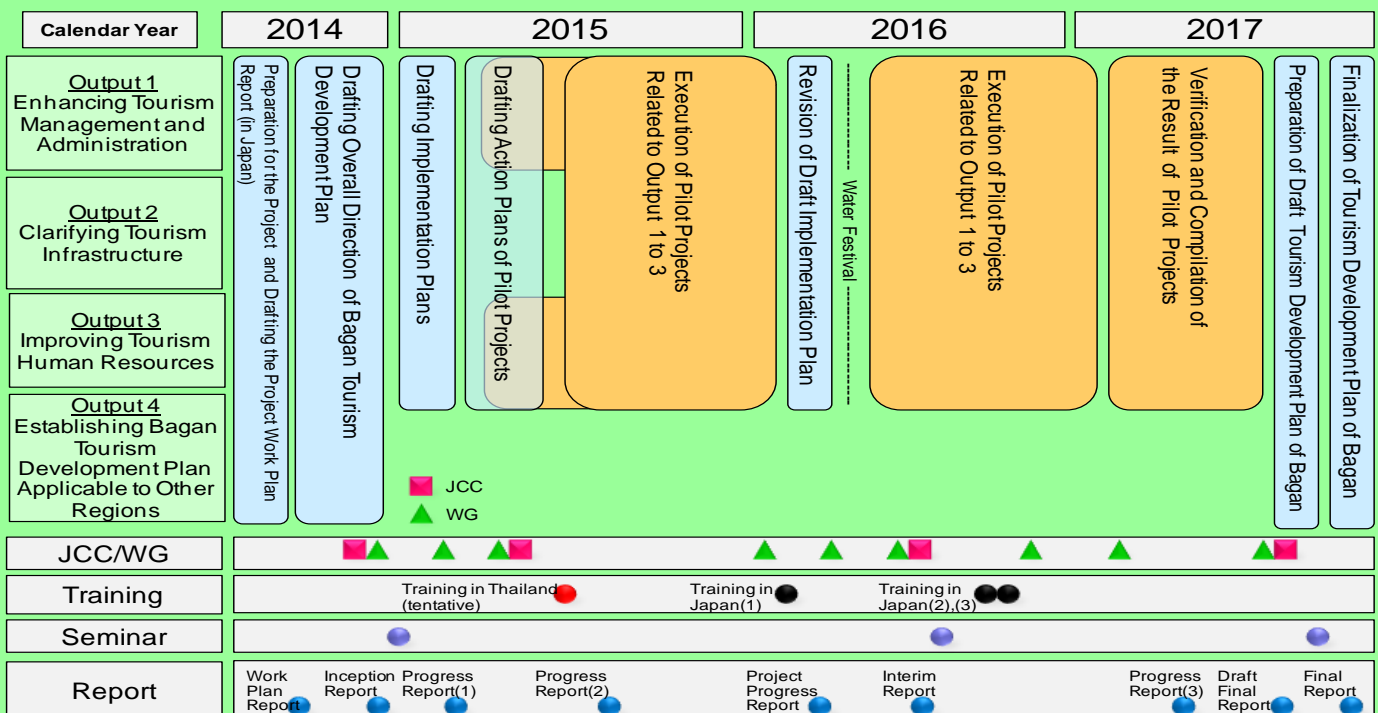 Calendar Year
2014
2015
2016
2017
Output 1
Enhancing Tourism
Management and
Administration
Output 2
Clarifying Tourism
Infrastructure
Output 3
Improving Tourism
Human Resources
Output 4
Establishing Bagan
Tourism
Development Plan
Applicable to Other
Regions
Preparation for the Project and Drafting the Project Work Plan
Report (in Japan)
Drafting Overall Direction of Bagan Tourism
Development Plan
Drafting Implementation Plans
Drafting Action Plans of Pilot Projects
Execution of Pilot Projects
Related to Output 1 to 3
Revision of Draft Implementation Plan
Water Festival
Execution of Pilot Projects
Related to Output 1 to 3
Verification and Compilation of
the Result of Pilot Projects
Preparation of Draft Tourism Development Plan of Bagan
Finalization of Tourism Development Plan of Bagan
JCC
WG
JCC/WG
Training
Training in Thailand
(tentative)
Training in
Japan(1)
Training in
Japan(2),(3)
Seminar
Report
Work
Plan
Report
Inception
Report
Progress
Report(1)
Progress
Report(2)
Project
Progress
Report
Interim
Report
Progress
Report(3)
Draft
Final
Report
Final
Report